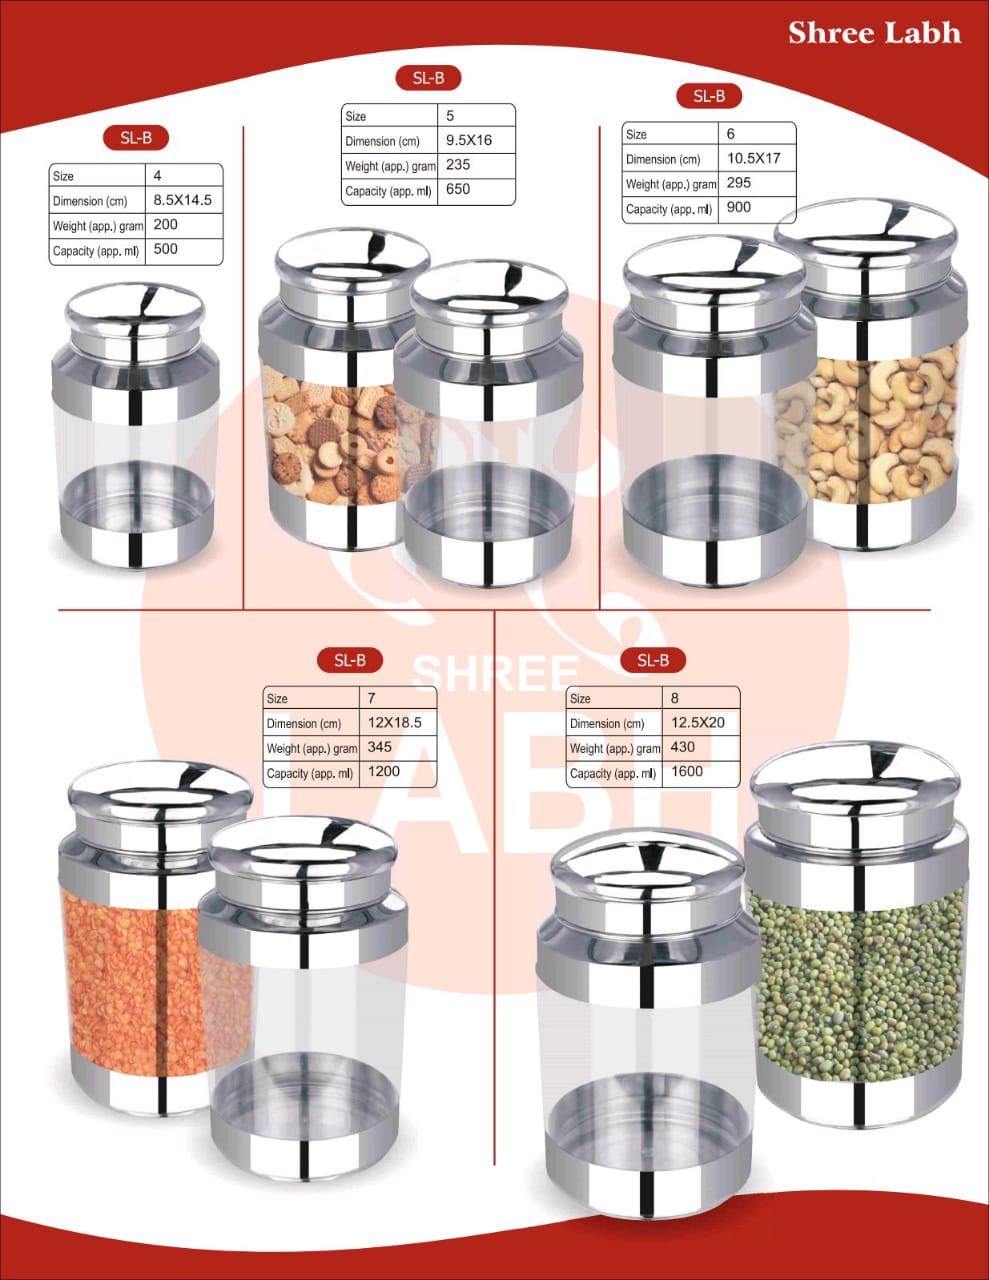 Shree Labh
SL-B
Size 4
Dimension (cm) 8.5X14.5
Weight (app.) gram 200
Capacity (app. ml) 500
SL-B
Size 5
Dimension (cm) 9.5X16
Weight (app.) gram 235
Capacity (app. ml) 650
SL-B
Size 6
Dimension (cm) 10.5X17
Weight (app.) gram 295
Capacity (app. ml) 900
SL-B
Size 7
Dimension (cm) 12X18.5
Weight (app.) gram 345
Capacity (app. ml) 1200
SL-B
Size 8
Dimension (cm) 12.5X20
Weight (app.) gram 430
Capacity (app. ml) 1600
SHREE
LABH